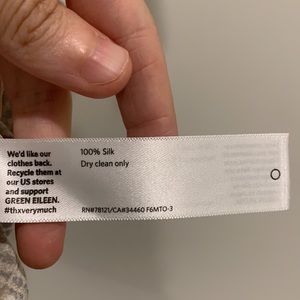 We'd like our
clothes back.
Recycle them at
our US stores
and support
GREEN EILEEN.
#thxverymuch
100% Silk
Dry clean only
RN#78121/CA#34460 F6MTO-3